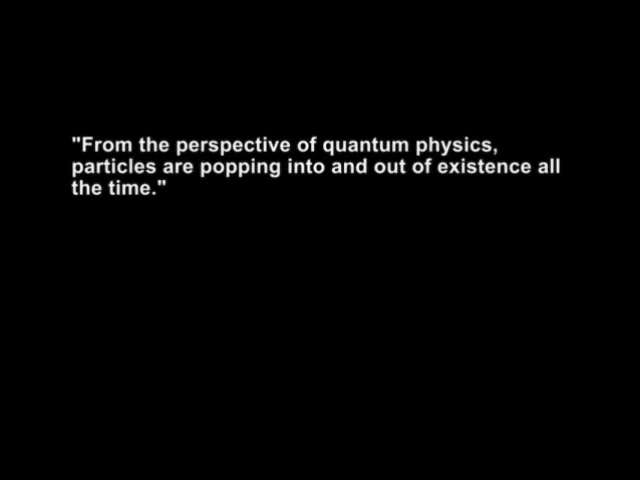 "From the perspective of quantum physics,
particles are popping into and out of existence all
the time."